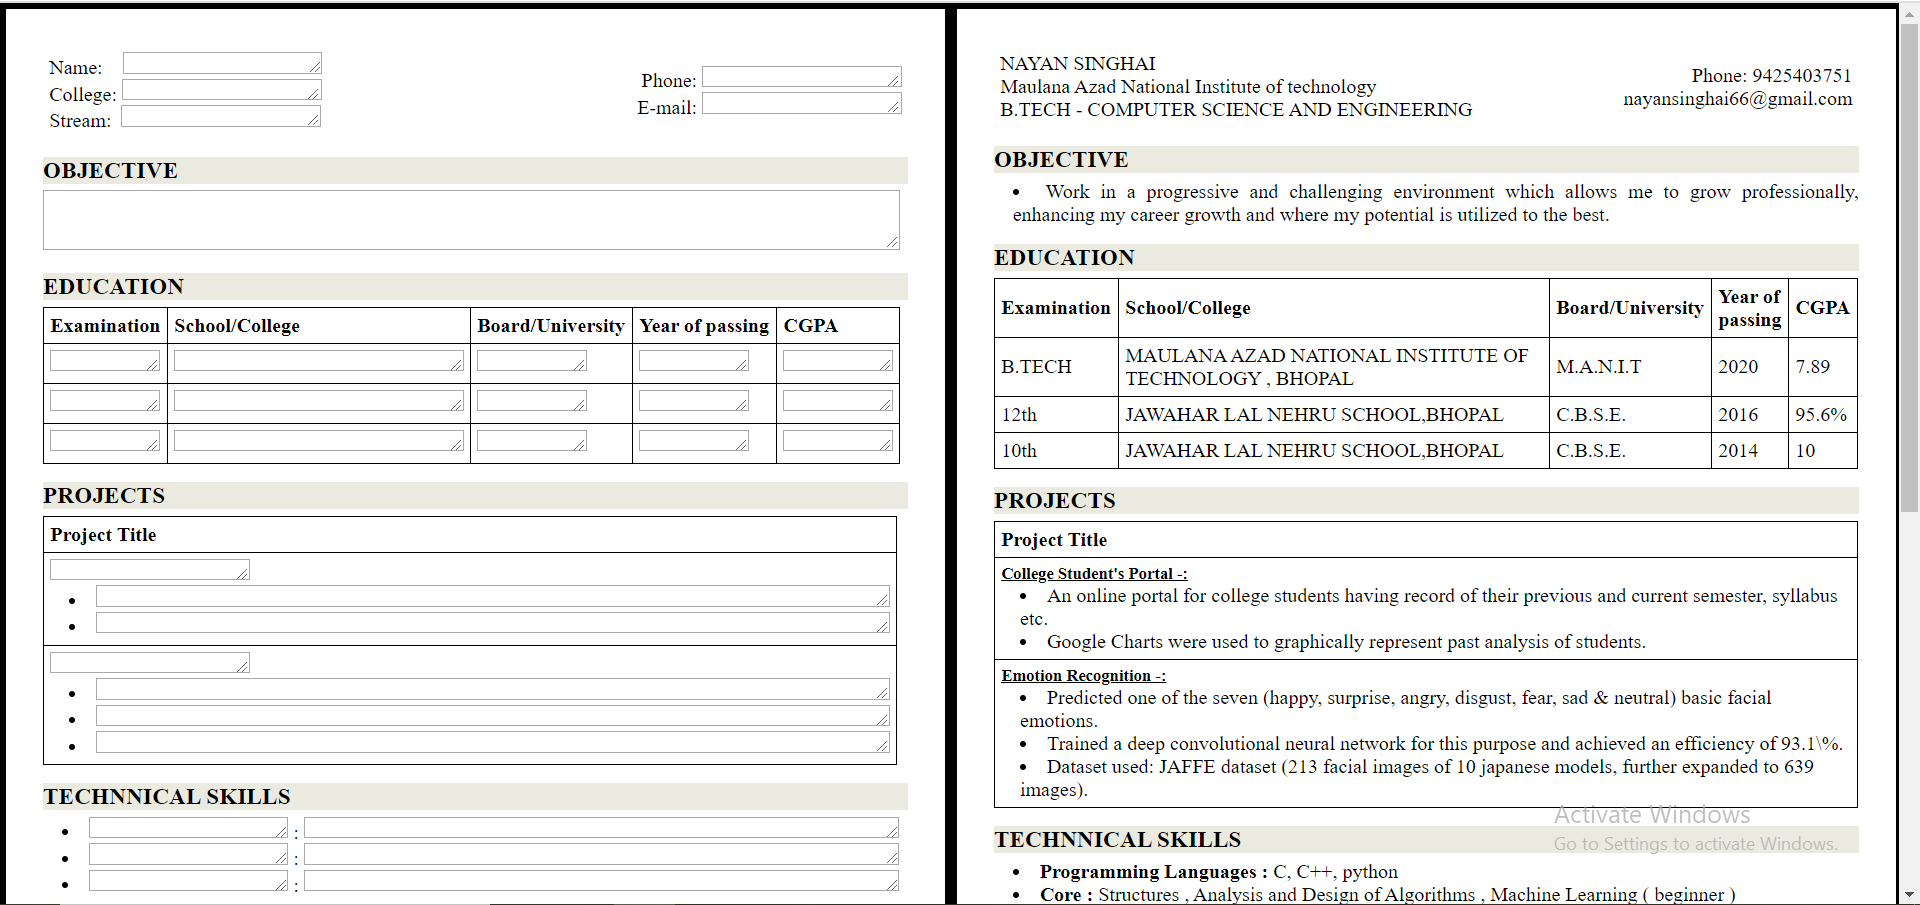 Name:
College:
Stream:
Phone:
E-mail:
OBJECTIVE
EDUCATION
Examination School/College Board/University Year of passing CGPA
PROJECTS
Project Title
TECHNNICAL SKILLS
:
:
:
NAYAN SINGHAI
Maulana Azad National Institute of technology
B.TECH - COMPUTER SCIENCE AND ENGINEERING
Phone: 9425403751
nayansinghai66@gmail.com
OBJECTIVE
• Work in a progressive and challenging environment which allows me to grow professionally,
enhancing my career growth and where my potential is utilized to the best.
EDUCATION
Examination School/College Board/University Year of passing CGPA
B.TECH MAULANA AZAD NATIONAL INSTITUTE OF TECHNOLOGY , BHOPAL M.A.N.I.T 2020 7.89
12th JAWAHAR LAL NEHRU SCHOOL,BHOPAL C.B.S.E. 2016 95.6%
10th JAWAHAR LAL NEHRU SCHOOL,BHOPAL C.B.S.E. 2014 10
PROJECTS
Project Title
College Student's Portal -:
• An online portal for college students having record of their previous and current semester, syllabus
etc.
• Google Charts were used to graphically represent past analysis of students.
Emotion Recognition -:
• Predicted one of the seven (happy, surprise, angry, disgust, fear, sad & neutral) basic facial
emotions.
• Trained a deep convolutional neural network for this purpose and achieved an efficiency of 93.1\%.
• Dataset used: JAFFE dataset (213 facial images of 10 japanese models, further expanded to 639
images).
TECHNNICAL SKILLS
• Programming Languages : C, C++, python
• Core : Structures , Analysis and Design of Algorithms , Machine Learning ( beginner )
Activate Windows
Go to Settings to activate Windows.